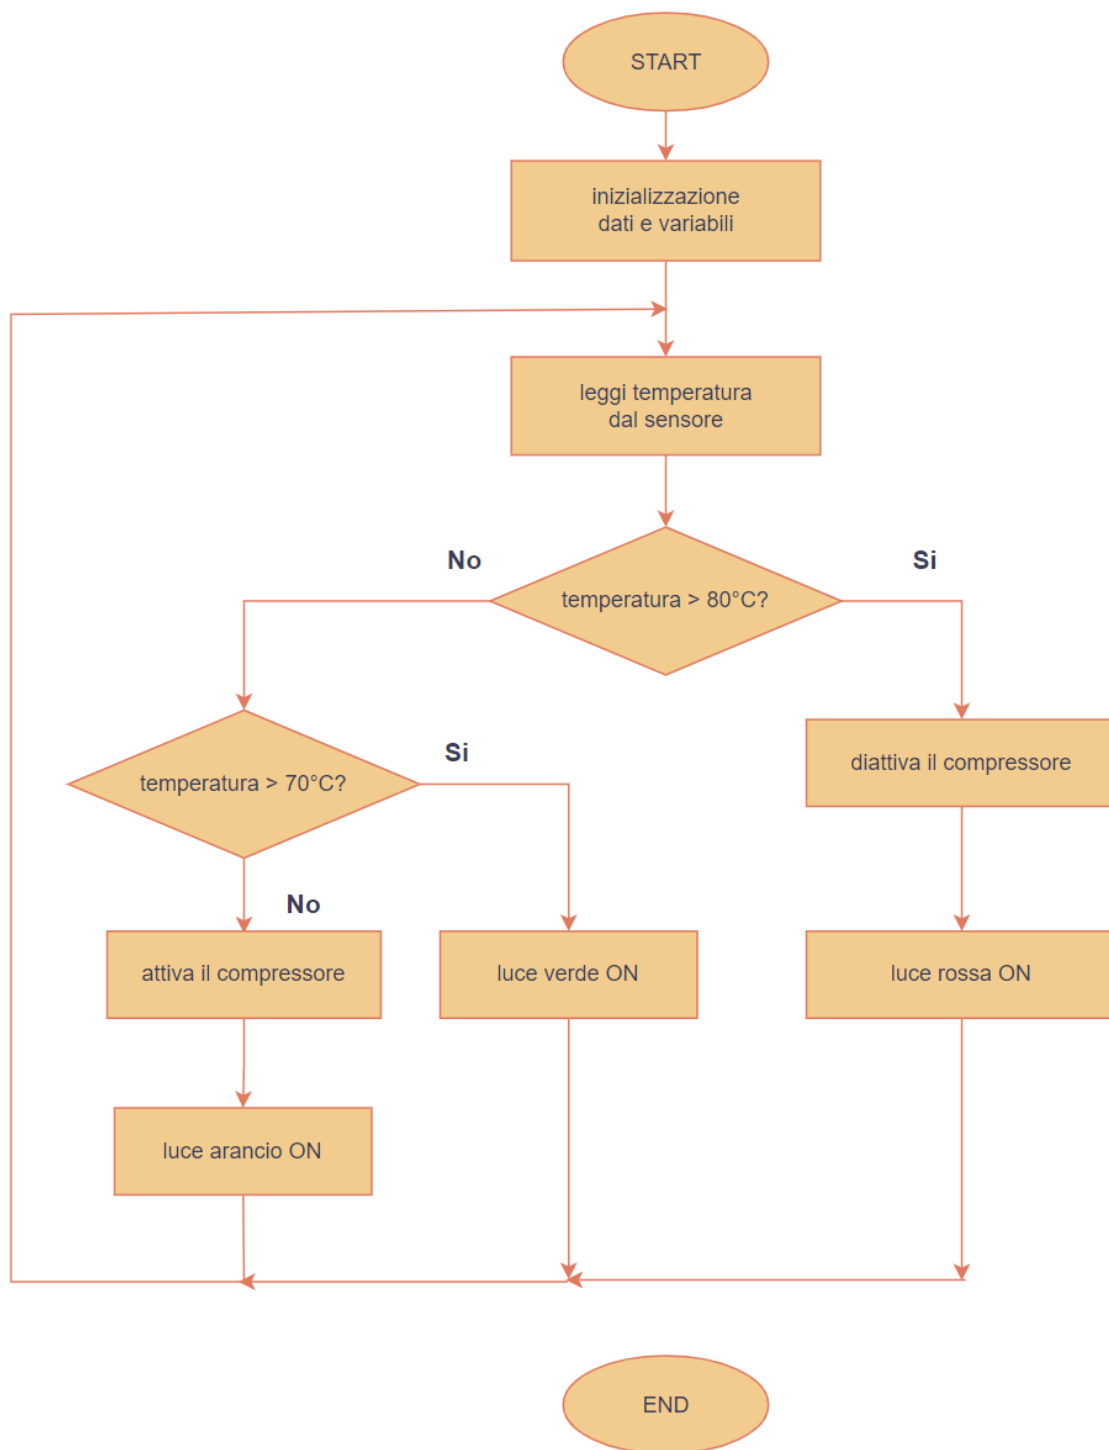 START
inizializzazione
dati e variabili
leggi temperatura
dal sensore
No
Si
temperatura > 80°C?
Si
temperatura > 70°C?
diattiva il compressore
No
attiva il compressore
luce verde ON
luce rossa ON
luce arancio ON
END